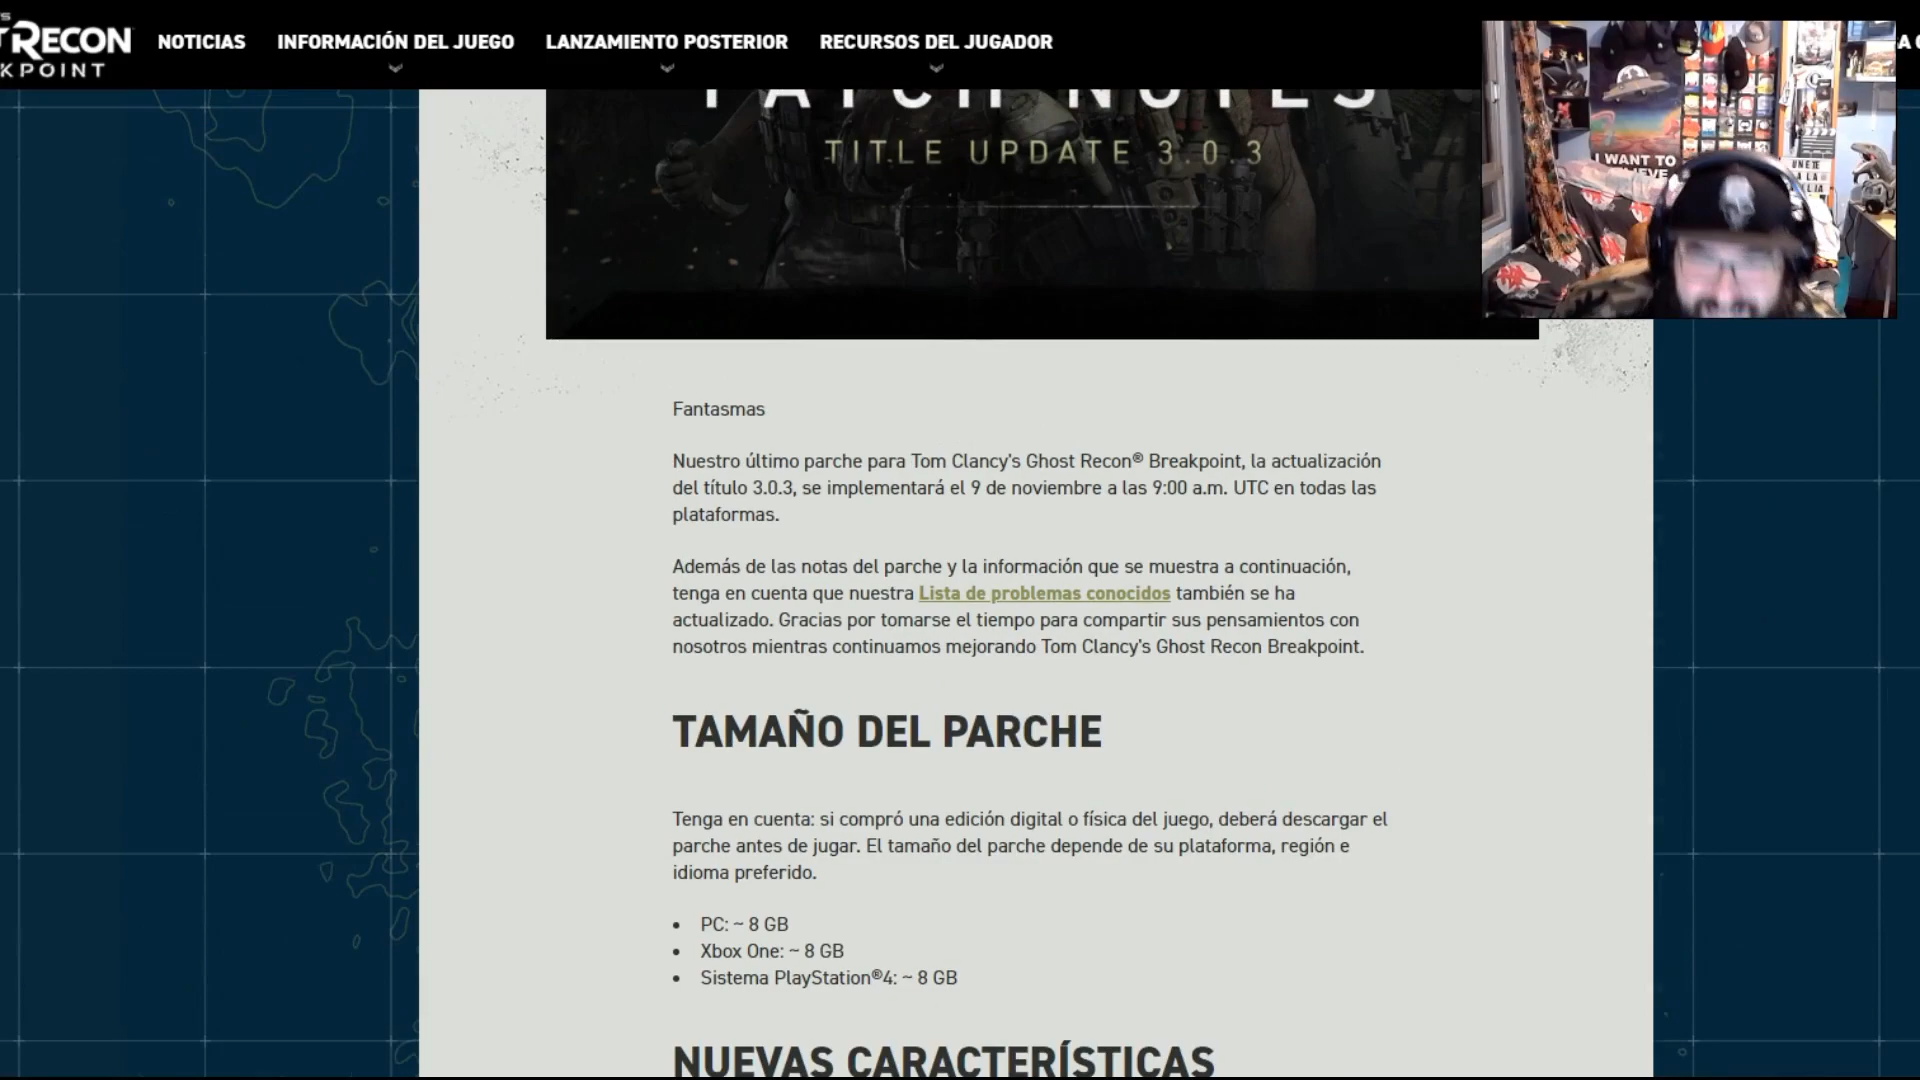 RECON
KPOINT
NOTICIAS
INFORMACIÓN DEL JUEGO
LANZAMIENTO POSTERIOR
RECURSOS DEL JUGADOR
PATCH NOTES
TITLE UPDATE 3.0.3
I WANT TO
UNETE
A LA
Fantasmas
Nuestro último parche para Tom Clancy's Ghost Recon® Breakpoint, la actualización
del título 3.0.3, se implementará el 9 de noviembre a las 9:00 a.m. UTC en todas las
plataformas.
Además de las notas del parche y la información que se muestra a continuación,
tenga en cuenta que nuestra Lista de problemas conocidos también se ha
actualizado. Gracias por tomarse el tiempo para compartir sus pensamientos con
nosotros mientras continuamos mejorando Tom Clancy's Ghost Recon Breakpoint.
TAMAÑO DEL PARCHE
Tenga en cuenta: si compró una edición digital o física del juego, deberá descargar el
parche antes de jugar. El tamaño del parche depende de su plataforma, región e
idioma preferido.
• PC: ~ 8 GB
• Xbox One: ~ 8 GB
• Sistema PlayStation®4: ~ 8 GB
NUEVAS CARACTERÍSTICAS